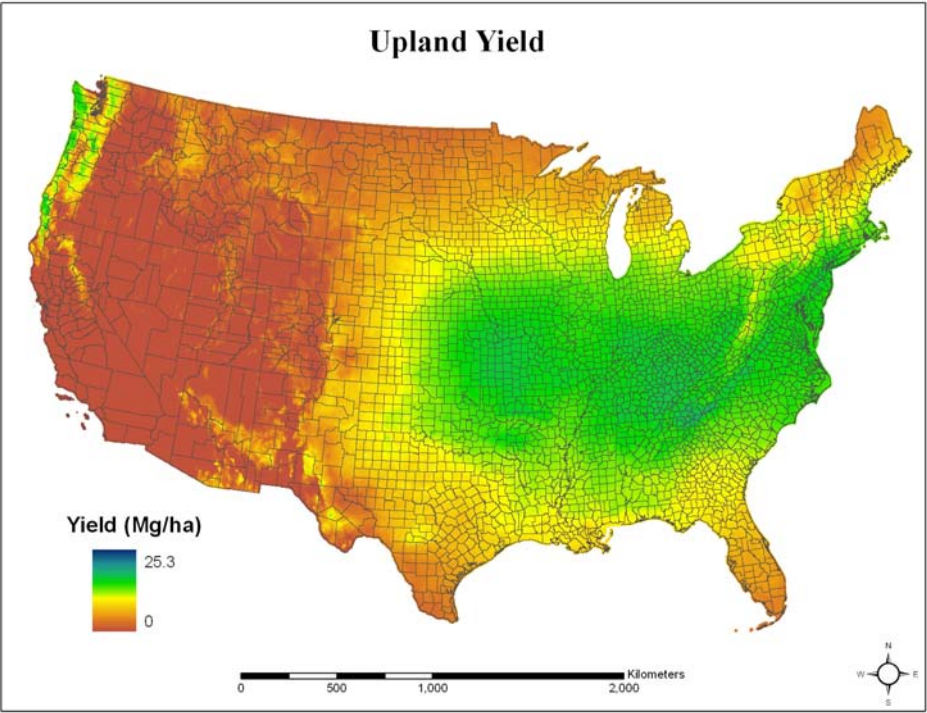 Upland Yield
Yield (Mg/ha)
25.3
0
Kilometers
0 500 1,000 2,000
N
W E
S